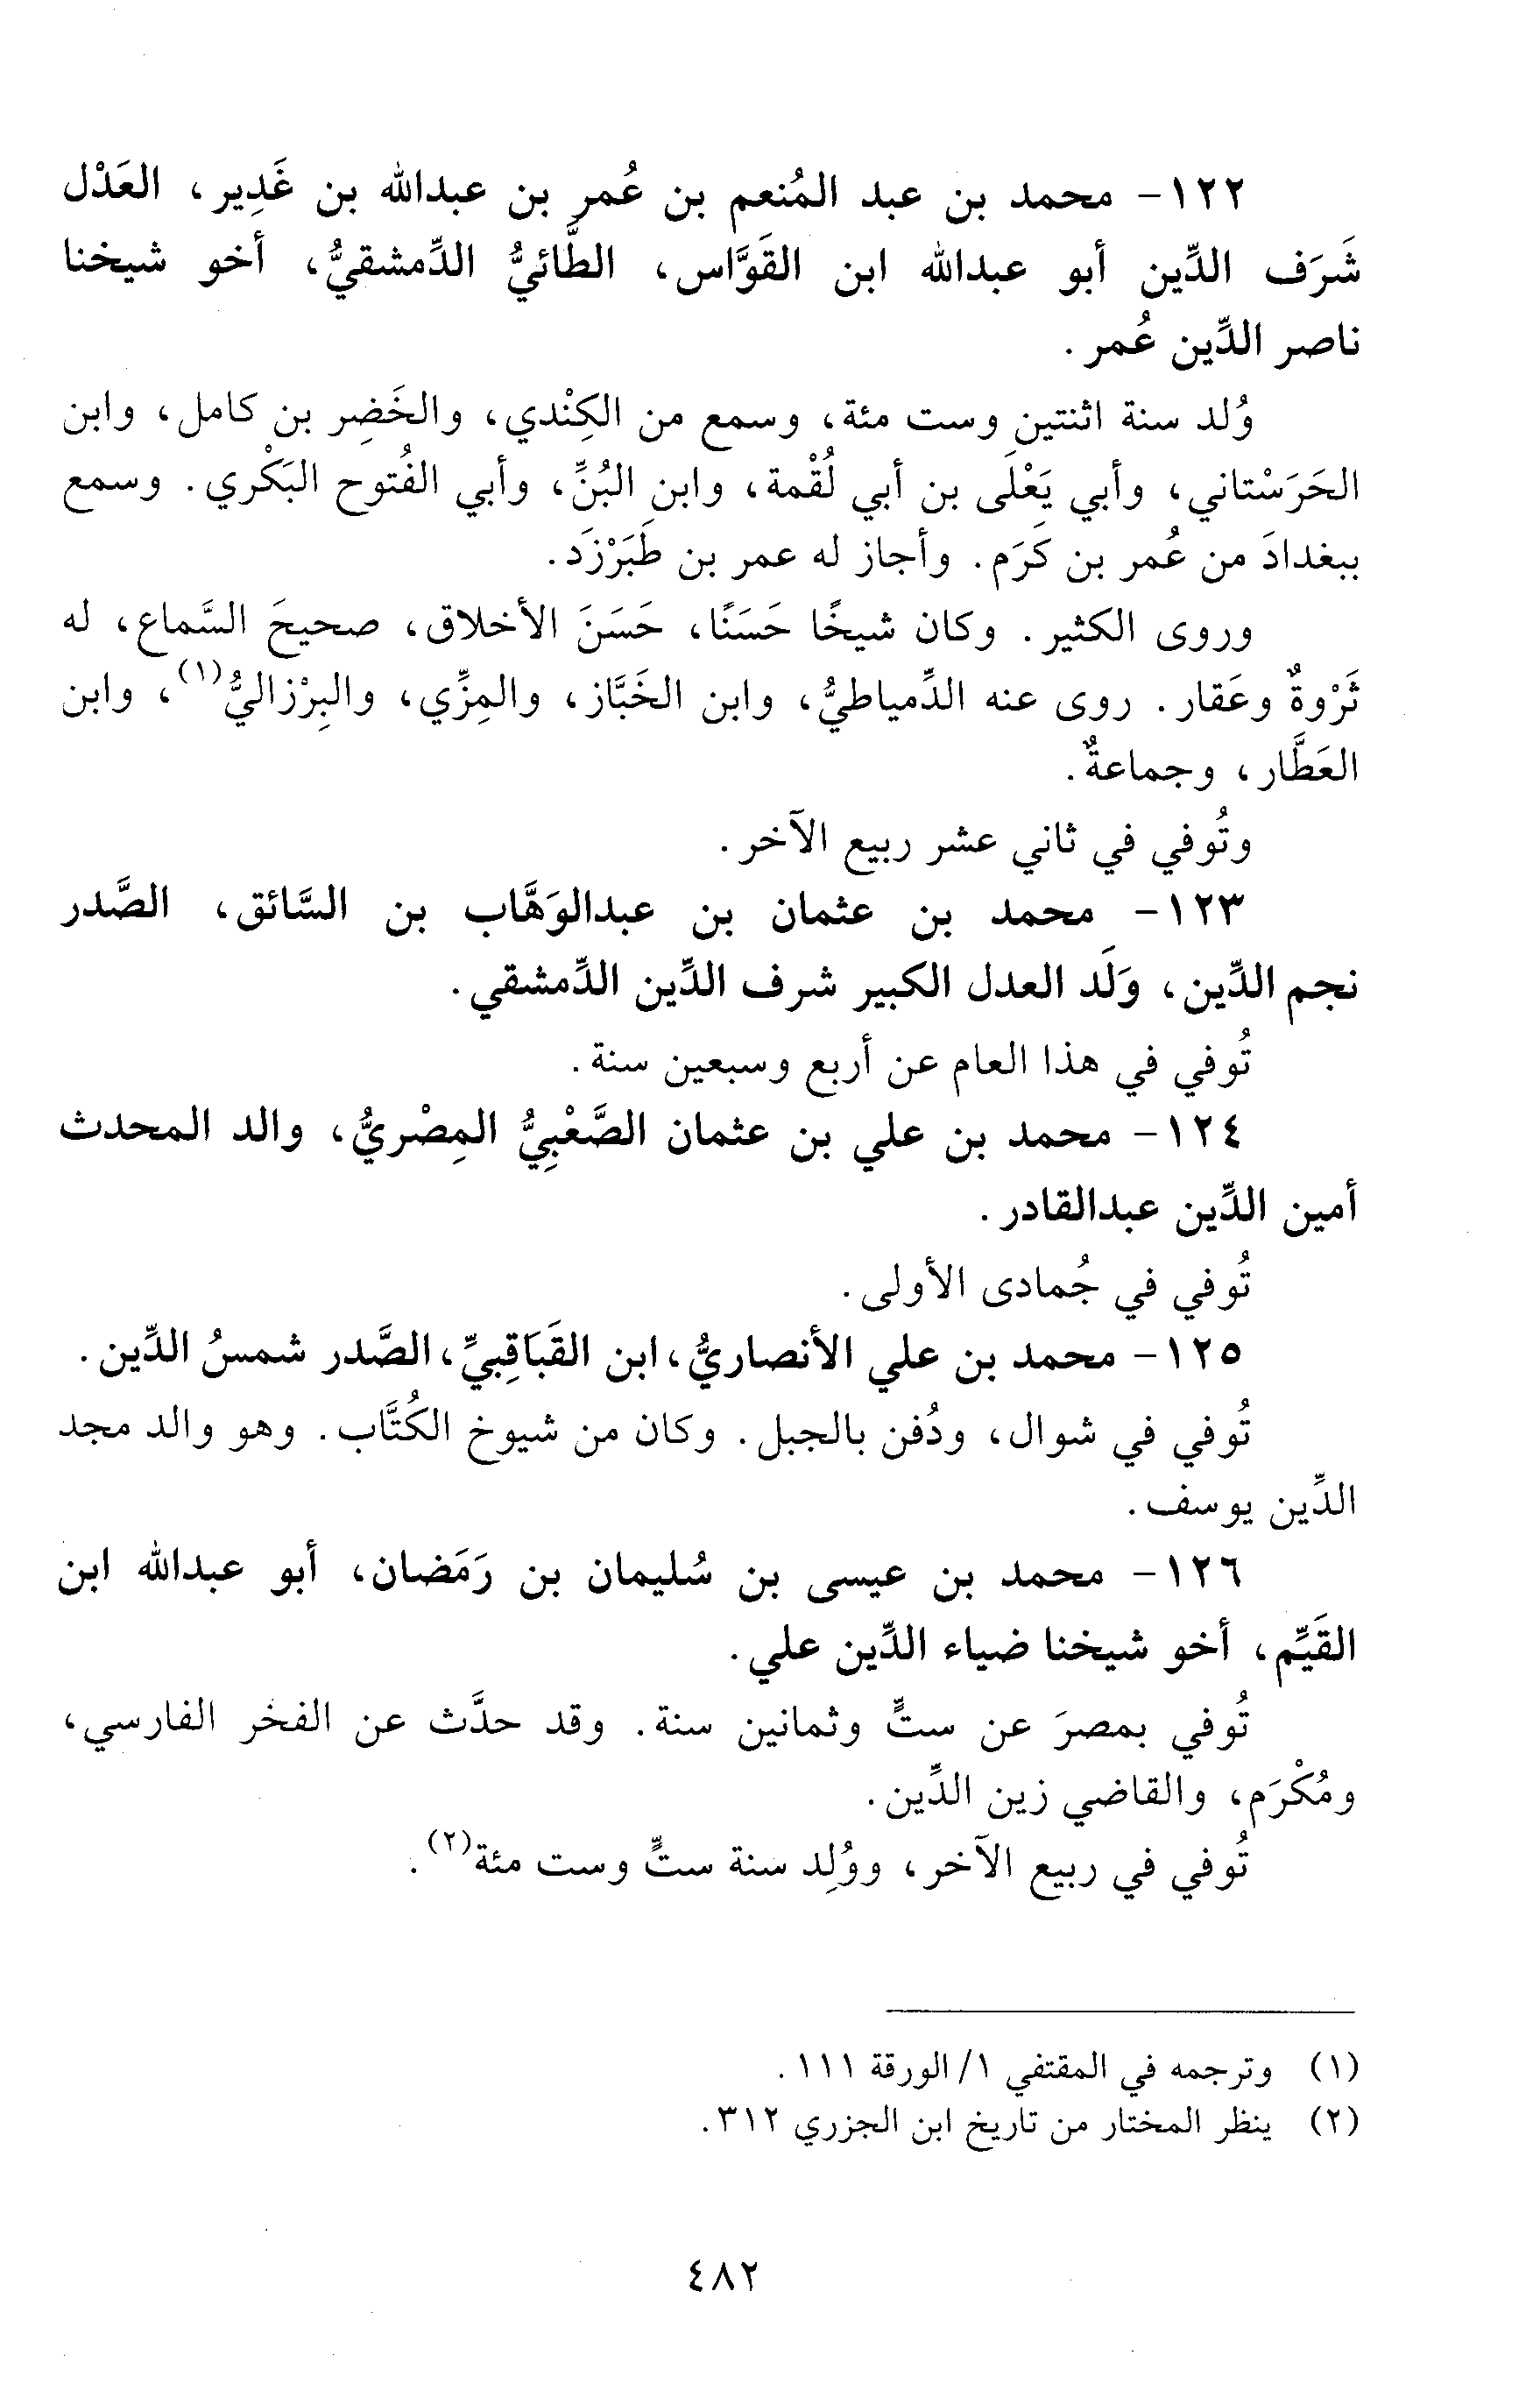 ١٢٢- محمد بن عبد المُنعم بن عُمر بن عبدالله بن غَدِير، العَدْل
شَرَف الدِّين أبو عبدالله ابن القَوَّاس، الطَّائيُّ الدِّمشقيُّ، أخو شيخنا
ناصر الدِّين عُمر.
وُلد سنة اثنتين وست مئة، وسمع من الكِنْدي، والخَضِر بن كامل، وابن
الحَرَسْتاني، وأبي يَعْلَى بن أبي لُقْمة، وابن البُنِّ، وأبي الفُتوح البَكْري. وسمع
ببغدادَ من عُمر بن كَرَم. وأجاز له عمر بن طَبَرْزَد.
وروى الكثير. وكان شيخًا حَسَنًا، حَسَنَ الأخلاق، صحيحَ السَّماع، له
ثَرْوةٌ وعَقار. روى عنه الدِّمياطيُّ، وابن الخَبَّاز، والمِزِّي، والبِرْزاليُّ(١)، وابن
العَطَّار، وجماعةٌ.
وتُوفي في ثاني عشر ربيع الآخر.
١٢٣- محمد بن عثمان بن عبدالوَهَّاب بن السَّائق، الصَّدر
نجم الدِّين، وَلَد العدل الكبير شرف الدِّين الدِّمشقي.
تُوفي في هذا العام عن أربع وسبعين سنة.
١٢٤- محمد بن علي بن عثمان الصَّعْبِيُّ المِصْريُّ، والد المحدث
أمين الدِّين عبدالقادر.
تُوفي في جُمادى الأولى.
١٢٥- محمد بن علي الأنصاريُّ، ابن القَبَاقِبيِّ، الصَّدر شمسُ الدِّين.
تُوفي في شوال، ودُفن بالجبل. وكان من شيوخ الكُتَّاب. وهو والد مجد
الدِّين يوسف.
١٢٦- محمد بن عيسى بن سُليمان بن رَمَضان، أبو عبدالله ابن
القَيِّم، أخو شيخنا ضياء الدِّين علي.
تُوفي بمصرَ عن ستٍّ وثمانين سنة. وقد حدَّث عن الفخر الفارسي،
ومُكْرَم، والقاضي زين الدِّين.
تُوفي في ربيع الآخر، ووُلِد سنة ستٍّ وست مئة(٢).
(١) وترجمه في المقتفي ١/ الورقة ١١١.
(٢) ينظر المختار من تاريخ ابن الجزري ٣١٢.
٤٨٢